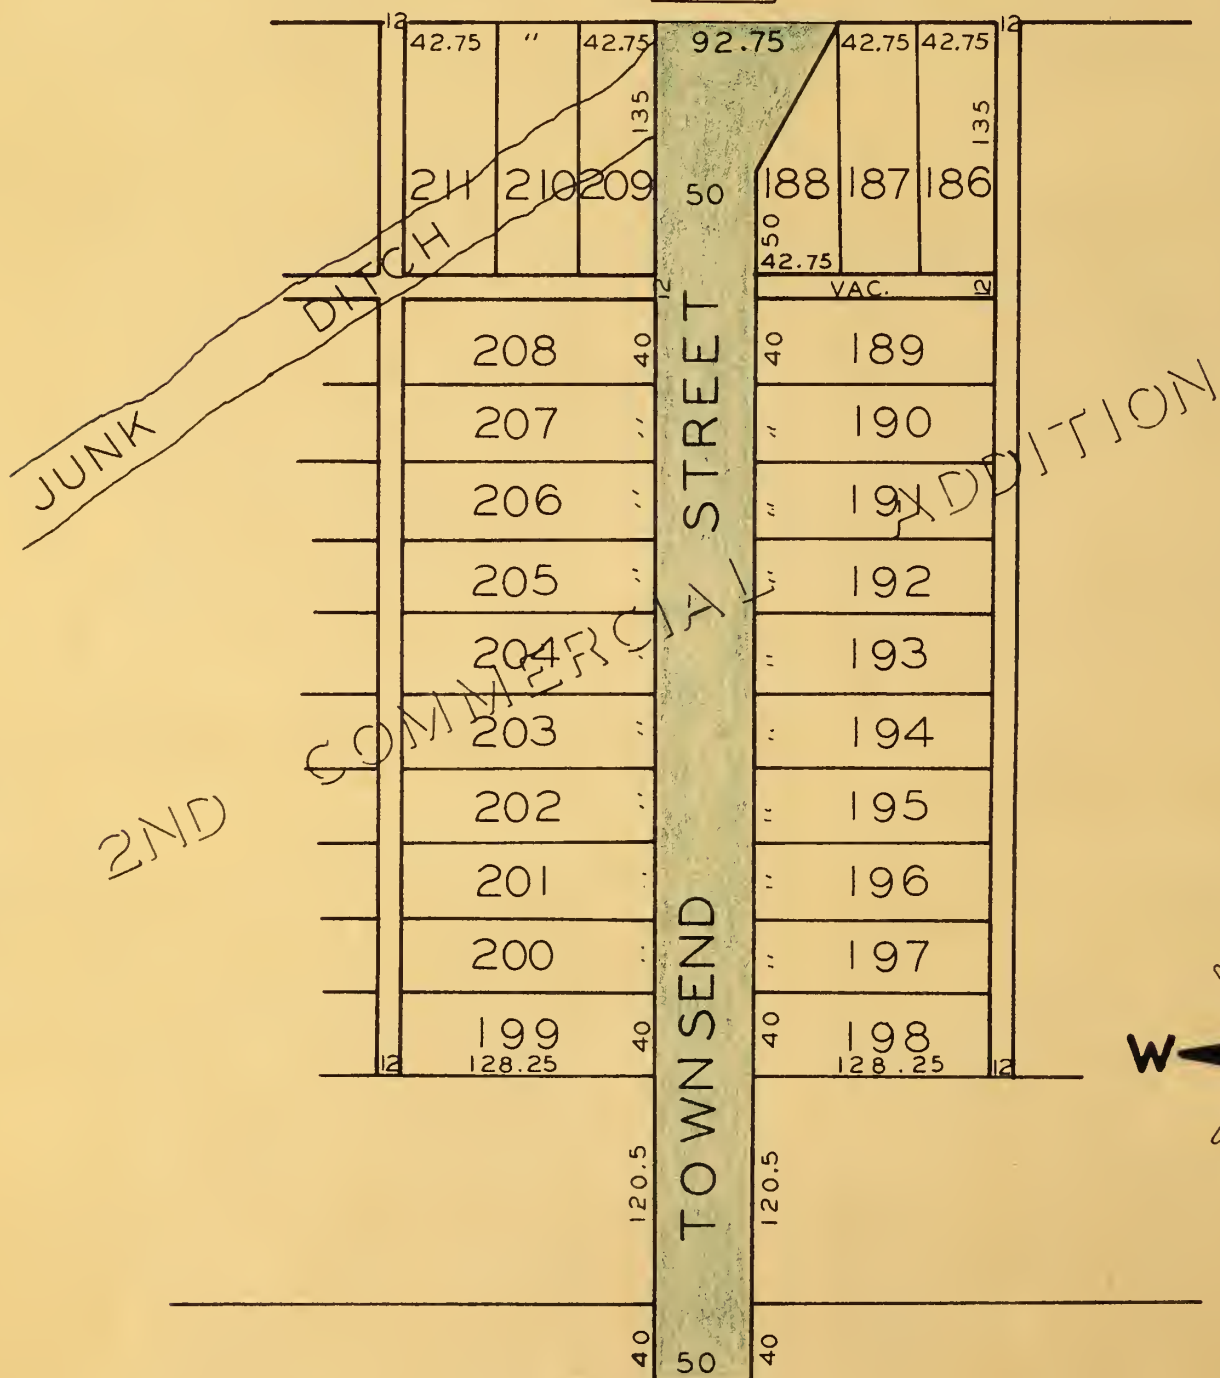 12 42.75 " 42.75 92.75 42.75 42.75 12
135 135
211 210 209 50 188 187 186
50
42.75
12 VAC. 12
JUNK DITCH
208 40 40 189
207 " " 190
206 " " 191
205 " " 192
204 " " 193
203 " " 194
202 " " 195
201 " " 196
200 " " 197
199 40 40 198
12 128.25 128.25 12
2ND COMMERCIAL ADDITION
TOWNSEND STREET
W
120.5 120.5
40 50 40